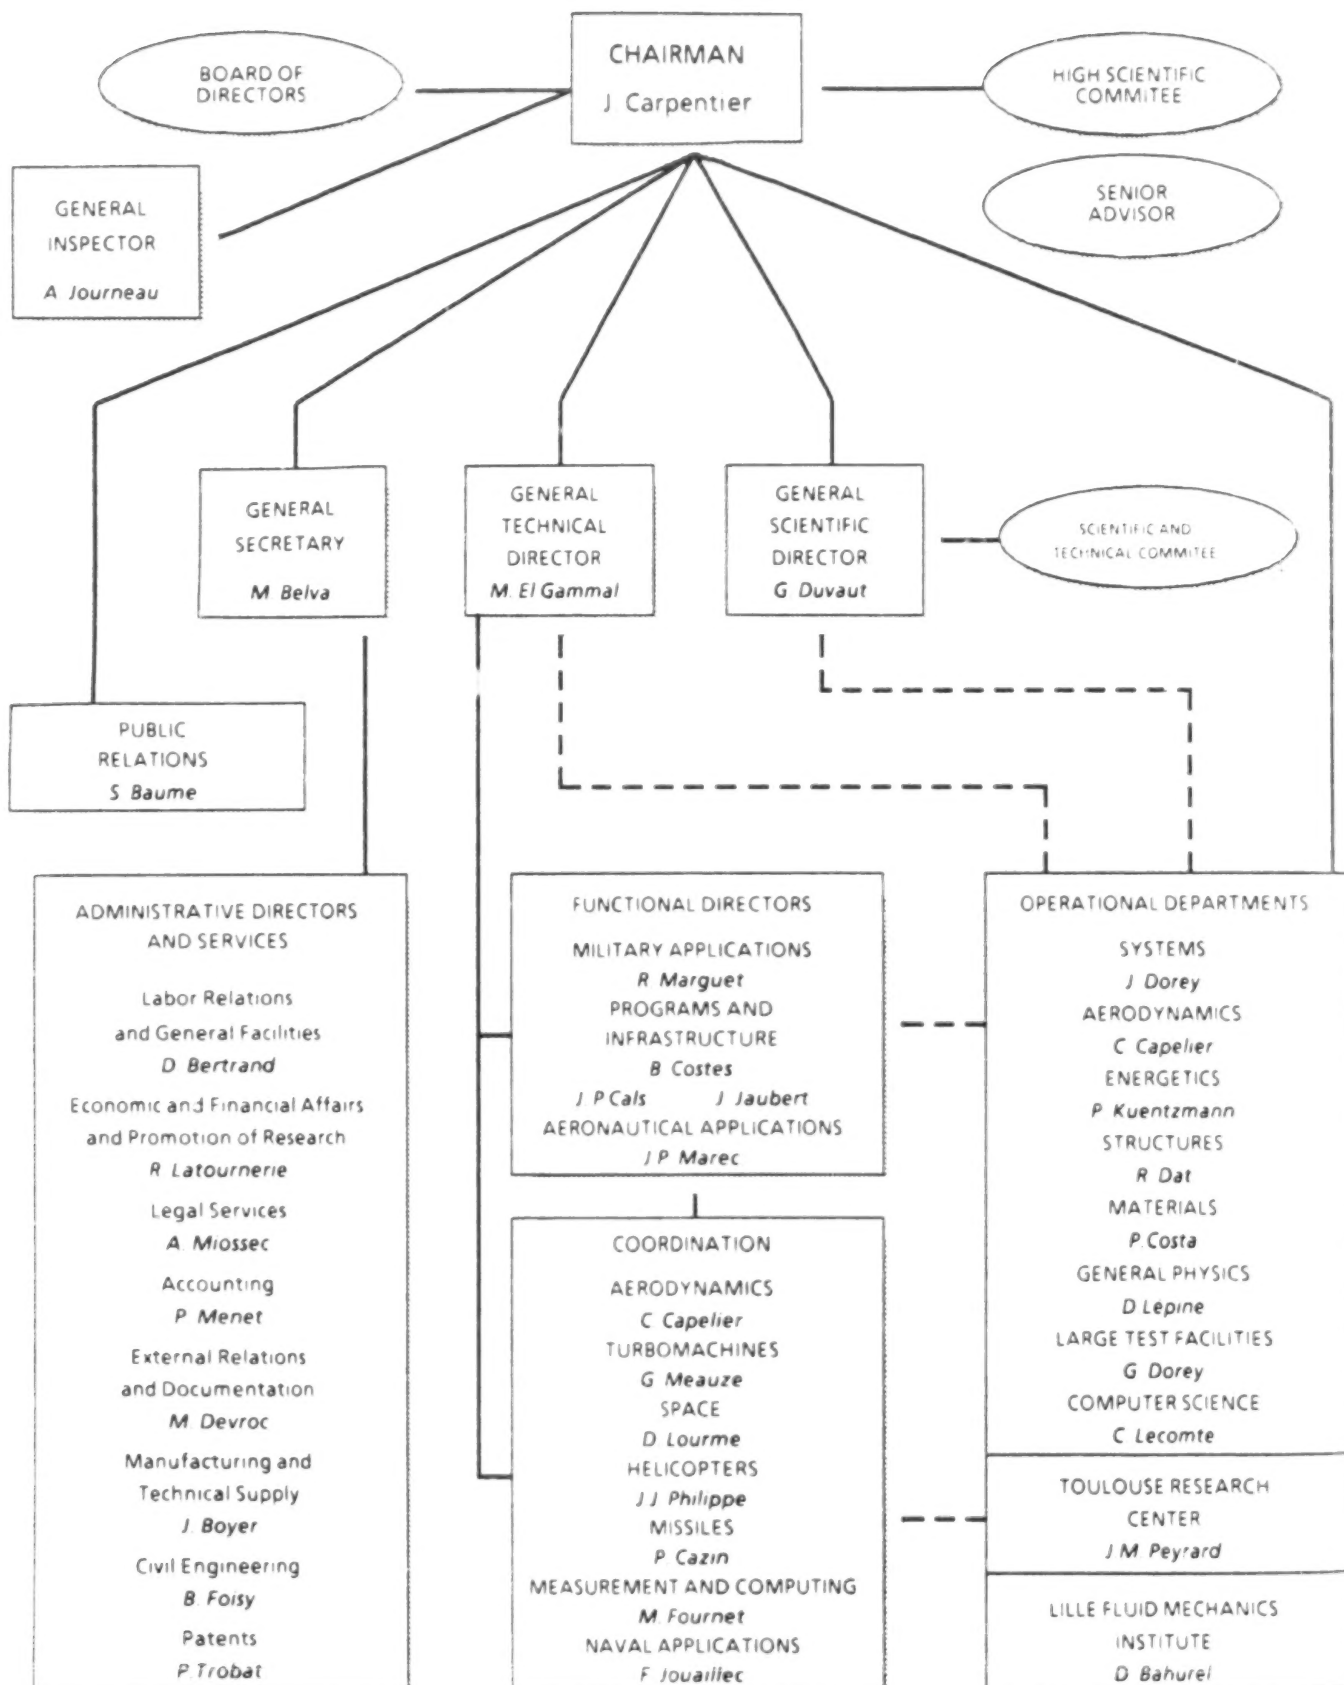 CHAIRMAN
J. Carpentier
BOARD OF
DIRECTORS
HIGH SCIENTIFIC
COMMITEE
GENERAL
INSPECTOR
A Journeau
SENIOR
ADVISOR
GENERAL
SECRETARY
M. Belva
GENERAL
TECHNICAL
DIRECTOR
M. El Gammal
GENERAL
SCIENTIFIC
DIRECTOR
G Duvaut
SCIENTIFIC AND
TECHNICAL COMMITEE
PUBLIC
RELATIONS
S. Baume
ADMINISTRATIVE DIRECTORS
AND SERVICES
Labor Relations
and General Facilities
D. Bertrand
Economic and Financial Affairs
and Promotion of Research
R. Latournerie
Legal Services
A. Miossec
Accounting
P. Menet
External Relations
and Documentation
M. Devroc
Manufacturing and
Technical Supply
J. Boyer
Civil Engineering
B. Foisy
Patents
P. Trobat
FUNCTIONAL DIRECTORS
MILITARY APPLICATIONS
R Marguet
PROGRAMS AND
INFRASTRUCTURE
B Costes
J. P Cals J. Jaubert
AERONAUTICAL APPLICATIONS
J.P. Marec
COORDINATION
AERODYNAMICS
C Capelier
TURBOMACHINES
G Meauze
SPACE
D. Lourme
HELICOPTERS
J.J. Philippe
MISSILES
P. Cazin
MEASUREMENT AND COMPUTING
M. Fournet
NAVAL APPLICATIONS
F Jouaillec
OPERATIONAL DEPARTMENTS
SYSTEMS
J Dorey
AERODYNAMICS
C Capelier
ENERGETICS
P. Kuentzmann
STRUCTURES
R Dat
MATERIALS
P. Costa
GENERAL PHYSICS
D Lepine
LARGE TEST FACILITIES
G Dorey
COMPUTER SCIENCE
C Lecomte
TOULOUSE RESEARCH
CENTER
J.M. Peyrard
LILLE FLUID MECHANICS
INSTITUTE
D Bahurel